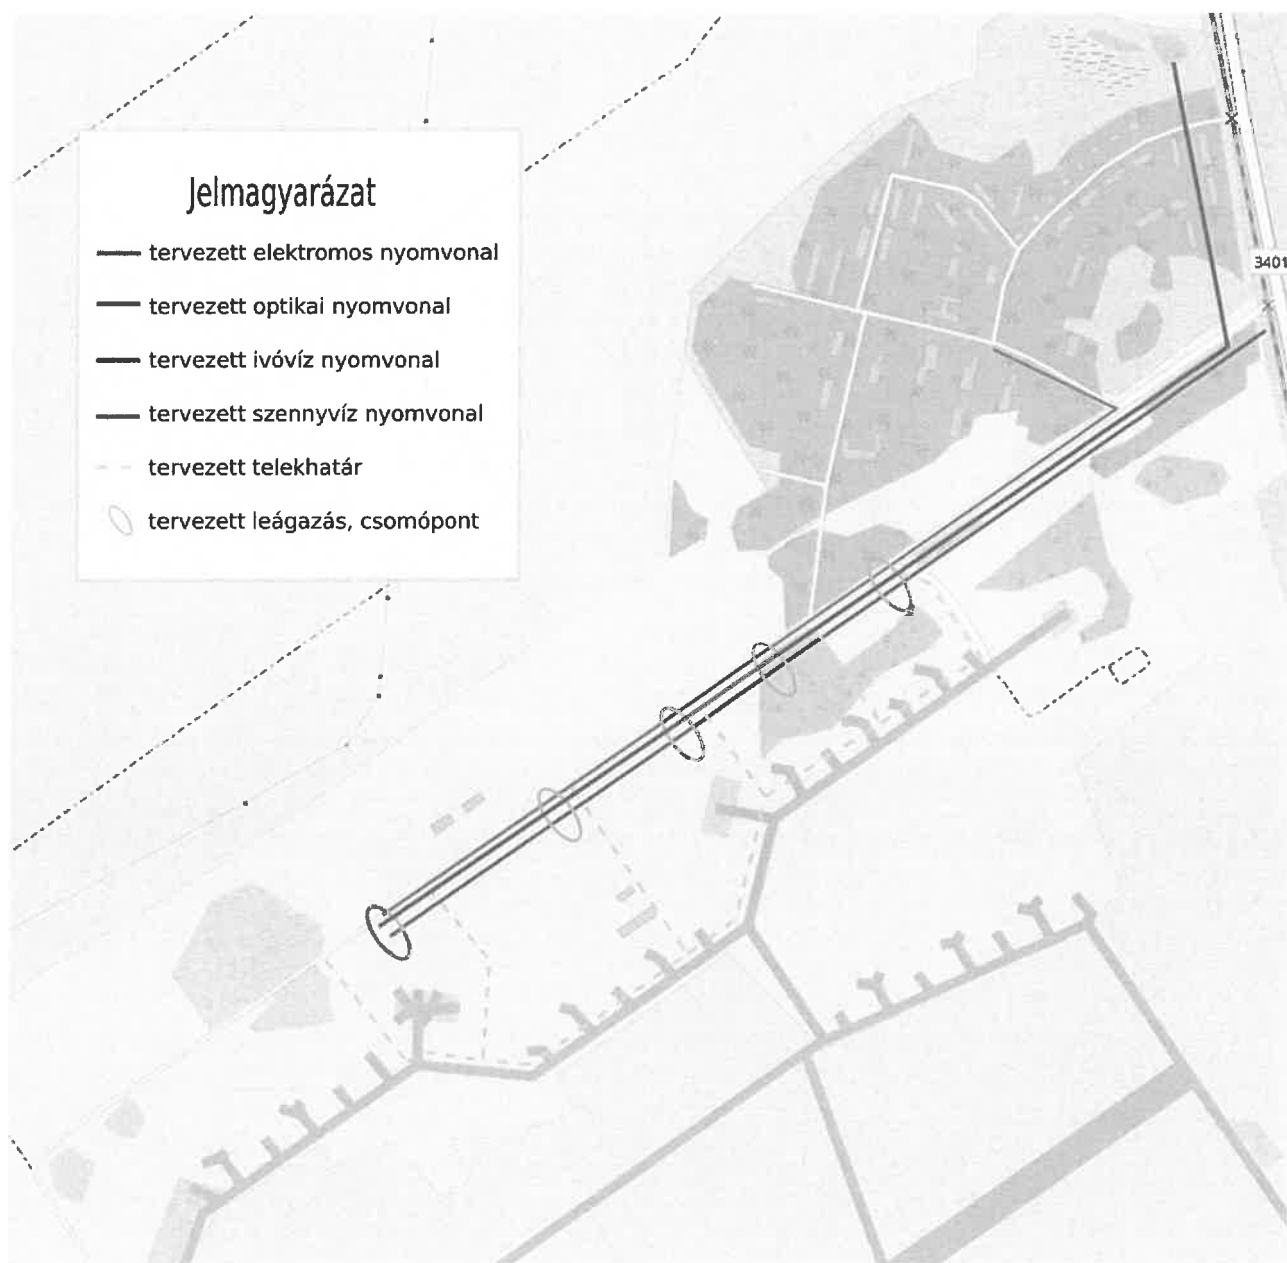 Jelmagyarázat
tervezett elektromos nyomvonal
tervezett optikai nyomvonal
tervezett ivóvíz nyomvonal
tervezett szennyvíz nyomvonal
tervezett telekhatár
tervezett leágazás, csomópont
3401